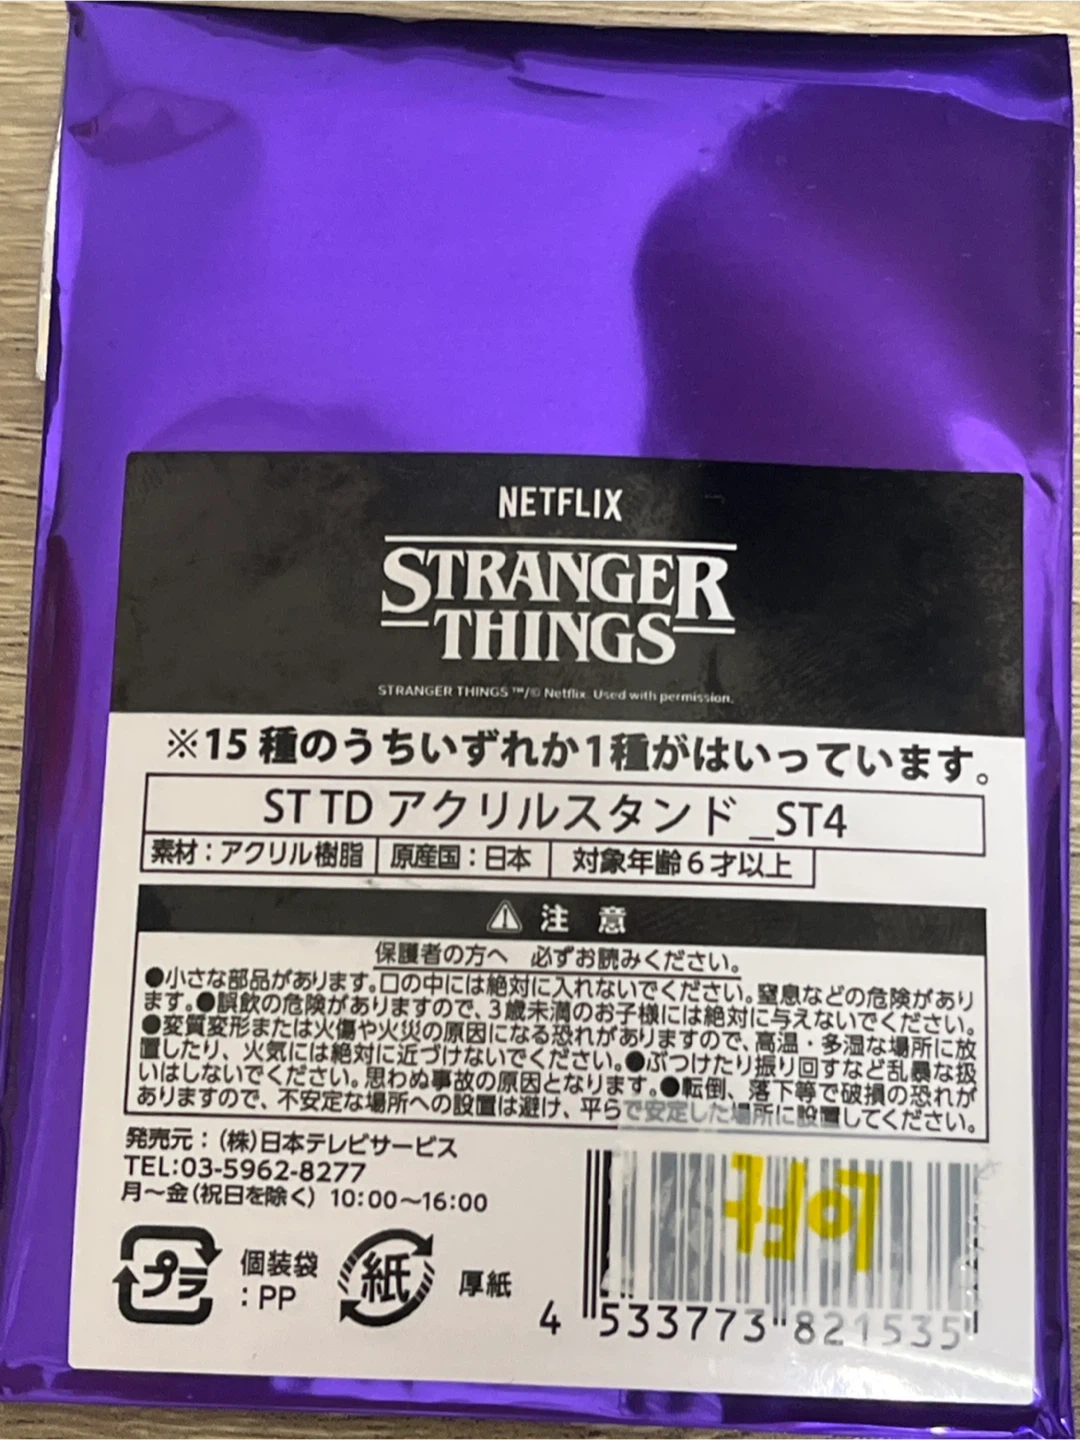 NETFLIX
STRANGER
THINGS
STRANGER THINGS ™/© Netflix. Used with permission.
※15 種のうちいずれか1種がはいっています。
ST TD アクリルスタンド _ST4
素材：アクリル樹脂 原産国：日本 対象年齢6才以上
⚠ 注 意
保護者の方へ 必ずお読みください。
●小さな部品があります。口の中には絶対に入れないでください。窒息などの危険があり
ます。●誤飲の危険がありますので、3歳未満のお子様には絶対に与えないでください。
●変質変形または火傷や火災の原因になる恐れがありますので、高温・多湿な場所に放
置したり、火気には絶対に近づけないでください。●ぶつけたり振り回すなど乱暴な扱
いはしないでください。思わぬ事故の原因となります。●転倒、落下等で破損の恐れが
ありますので、不安定な場所への設置は避け、平らで安定した場所に設置してください。
発売元：（株）日本テレビサービス
TEL:03-5962-8277
月～金（祝日を除く）10:00～16:00
プラ 個装袋
：PP
紙 厚紙
LOFT
4 533773 821535